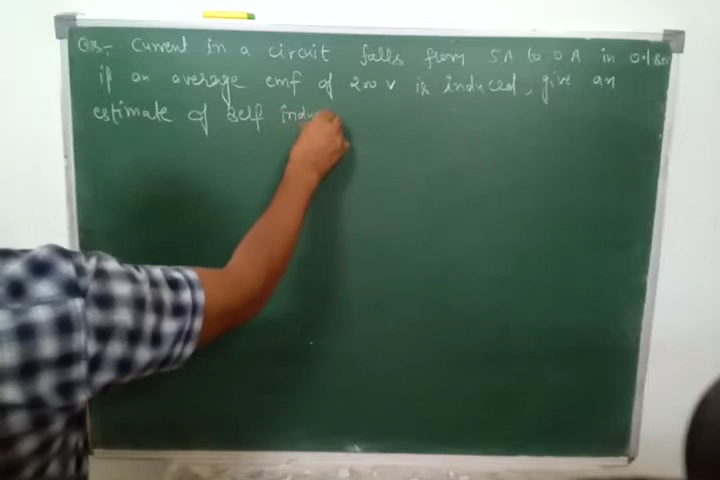 Q3:- Current in a circuit falls from 5A to 0A in 0.1 sec
if an average emf of 200 V is induced, give an
estimate of self indu